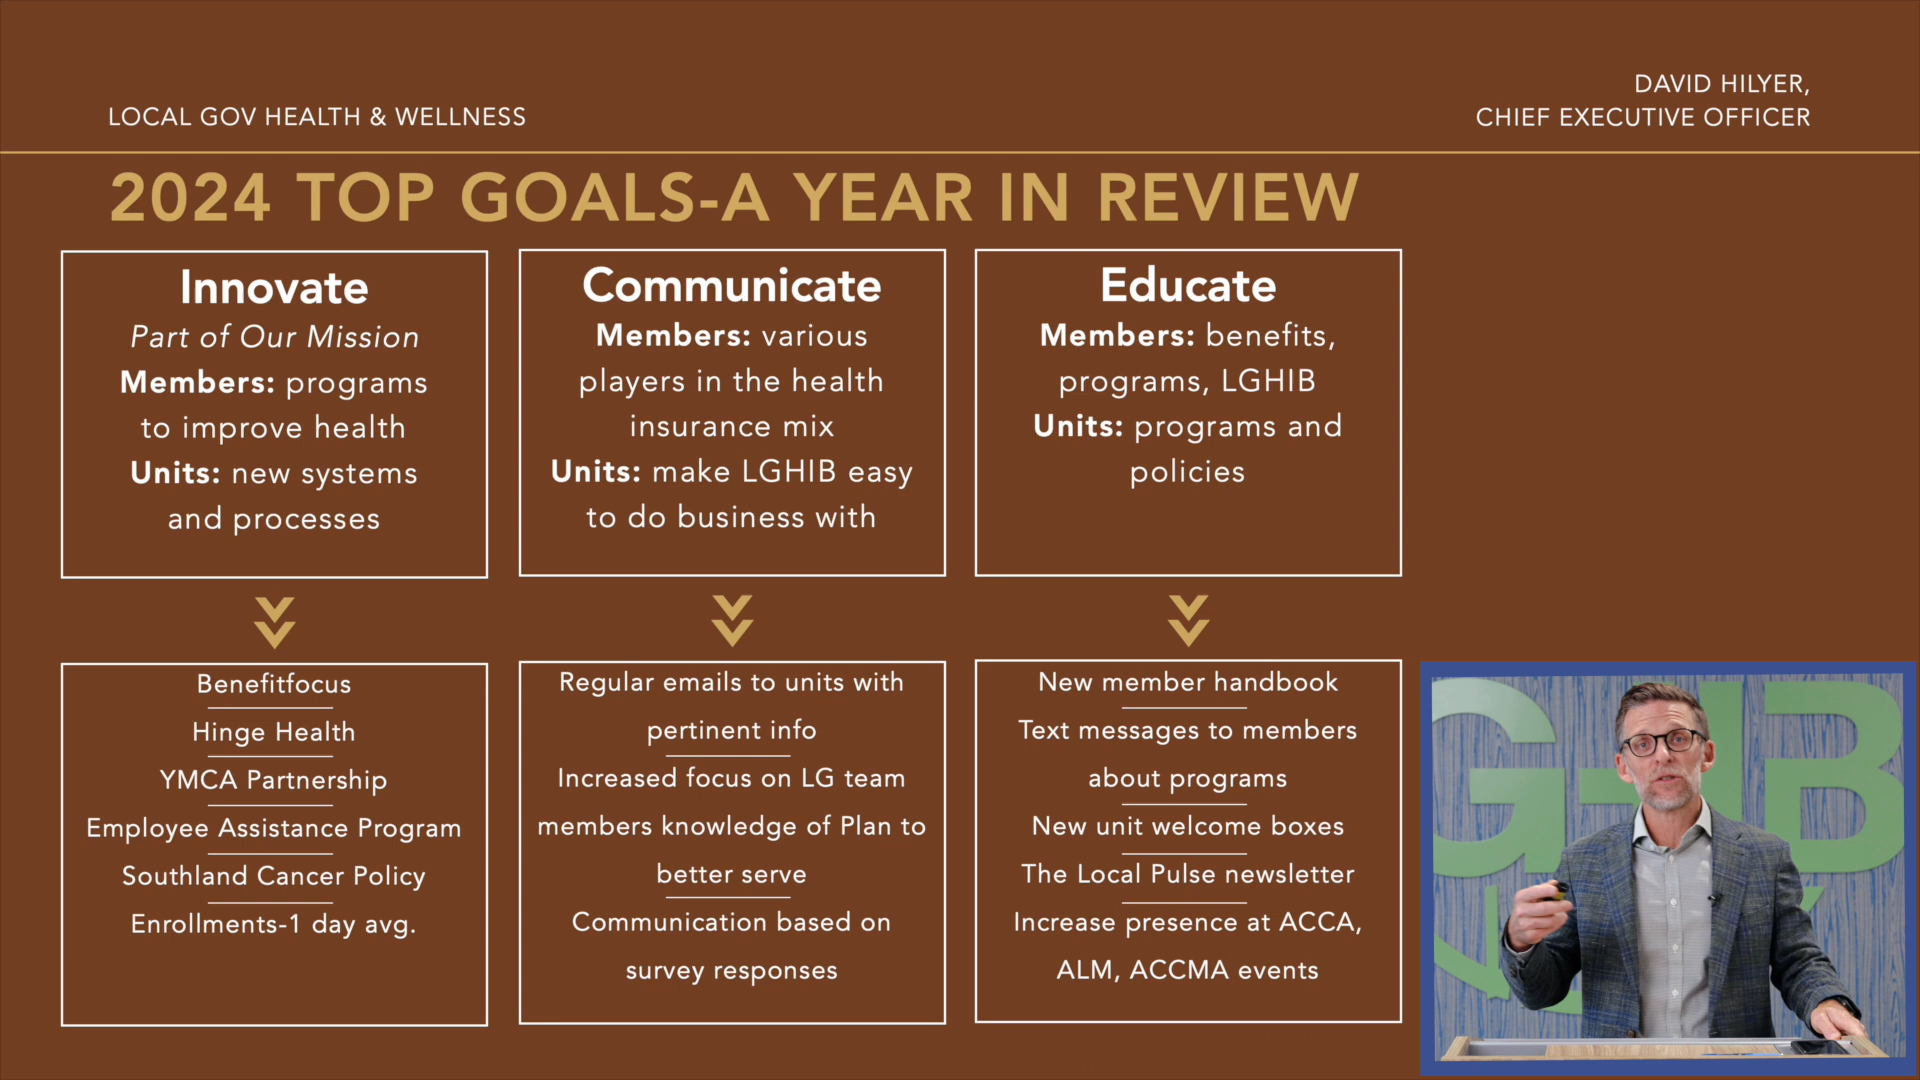 LOCAL GOV HEALTH & WELLNESS
DAVID HILYER,
CHIEF EXECUTIVE OFFICER
2024 TOP GOALS-A YEAR IN REVIEW
Innovate
Part of Our Mission
Members: programs
to improve health
Units: new systems
and processes
Communicate
Members: various
players in the health
insurance mix
Units: make LGHIB easy
to do business with
Educate
Members: benefits,
programs, LGHIB
Units: programs and
policies
Benefitfocus
Hinge Health
YMCA Partnership
Employee Assistance Program
Southland Cancer Policy
Enrollments-1 day avg.
Regular emails to units with
pertinent info
Increased focus on LG team
members knowledge of Plan to
better serve
Communication based on
survey responses
New member handbook
Text messages to members
about programs
New unit welcome boxes
The Local Pulse newsletter
Increase presence at ACCA,
ALM, ACCMA events